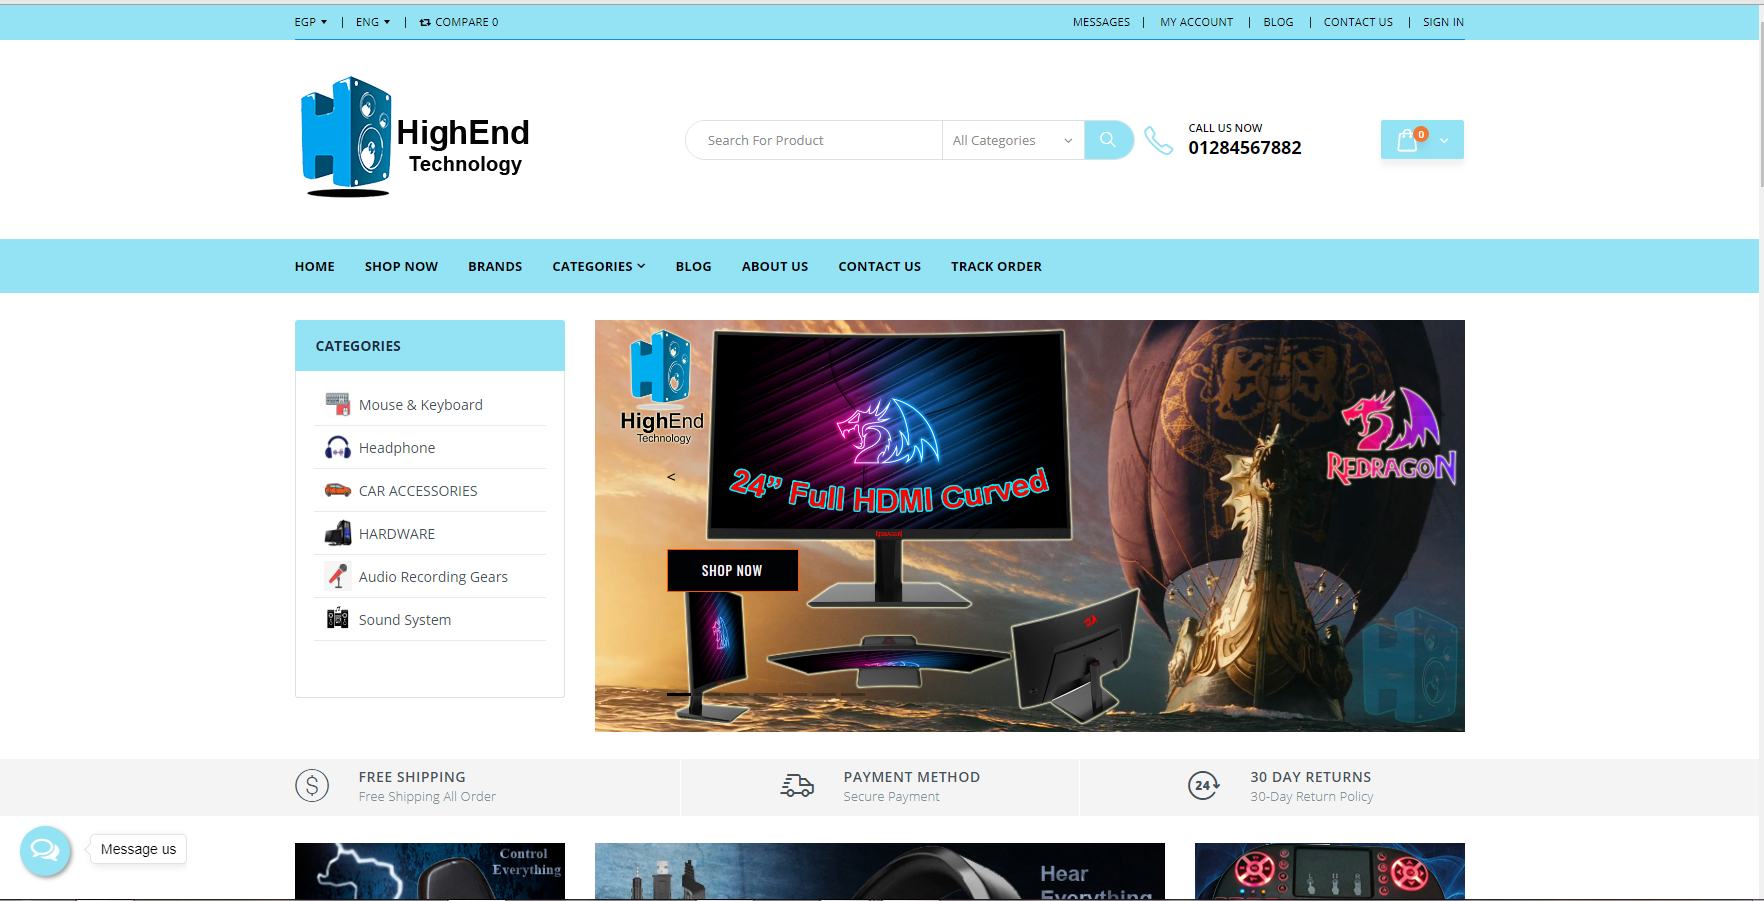 EGP
ENG
COMPARE 0
MESSAGES
MY ACCOUNT
BLOG
CONTACT US
SIGN IN
HighEnd
Technology
Search For Product
All Categories
CALL US NOW
01284567882
0
HOME
SHOP NOW
BRANDS
CATEGORIES
BLOG
ABOUT US
CONTACT US
TRACK ORDER
CATEGORIES
Mouse & Keyboard
Headphone
CAR ACCESSORIES
HARDWARE
Audio Recording Gears
Sound System
HighEnd
Technology
24” Full HDMI Curved
REDRAGON
REDRAGON
<
SHOP NOW
FREE SHIPPING
Free Shipping All Order
PAYMENT METHOD
Secure Payment
24
30 DAY RETURNS
30-Day Return Policy
Message us
Control
Everything
Hear
Everything